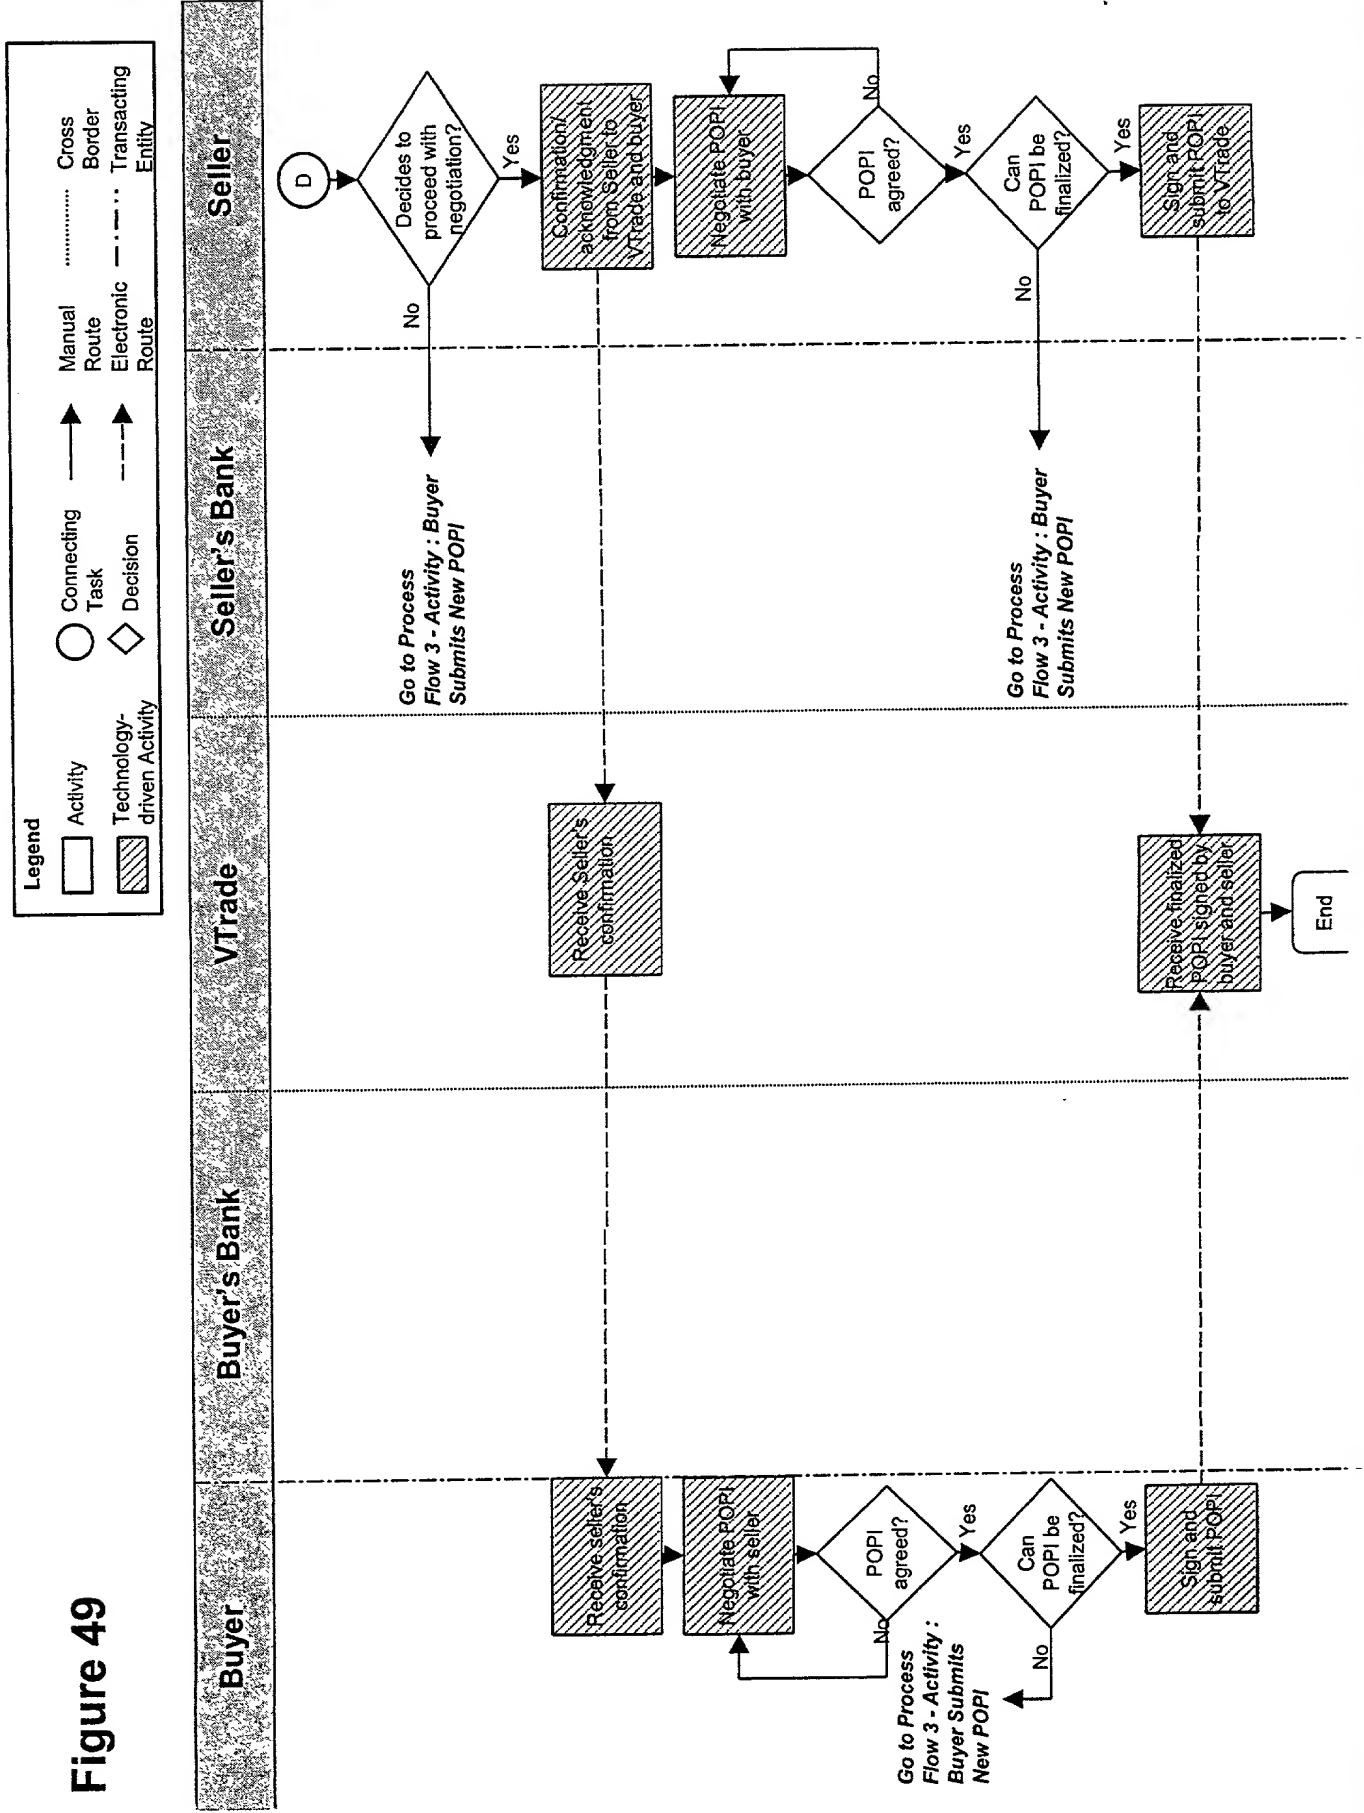 Figure 49
Legend
Activity
Technology-
driven Activity
Connecting
Task
Decision
Manual
Route
Electronic
Route
Cross
Border
Transacting
Entity
Buyer
Buyer's Bank
VTrade
Seller's Bank
Seller
D
Decides to
proceed with
negotiation?
No
Yes
Go to Process
Flow 3 - Activity : Buyer
Submits New POPI
Confirmation/
acknowledgment
from Seller to
VTrade and buyer
Receive Seller's
confirmation
Receive seller's
confirmation
Negotiate POPI
with buyer
Negotiate POPI
with seller
POPI
agreed?
No
Yes
POPI
agreed?
No
Yes
Can
POPI be
finalized?
No
Yes
Go to Process
Flow 3 - Activity : Buyer
Submits New POPI
Can
POPI be
finalized?
No
Yes
Go to Process
Flow 3 - Activity :
Buyer Submits
New POPI
Sign and
submit POPI
to VTrade
Receive finalized
POPI signed by
buyer and seller
Sign and
submit POPI
End